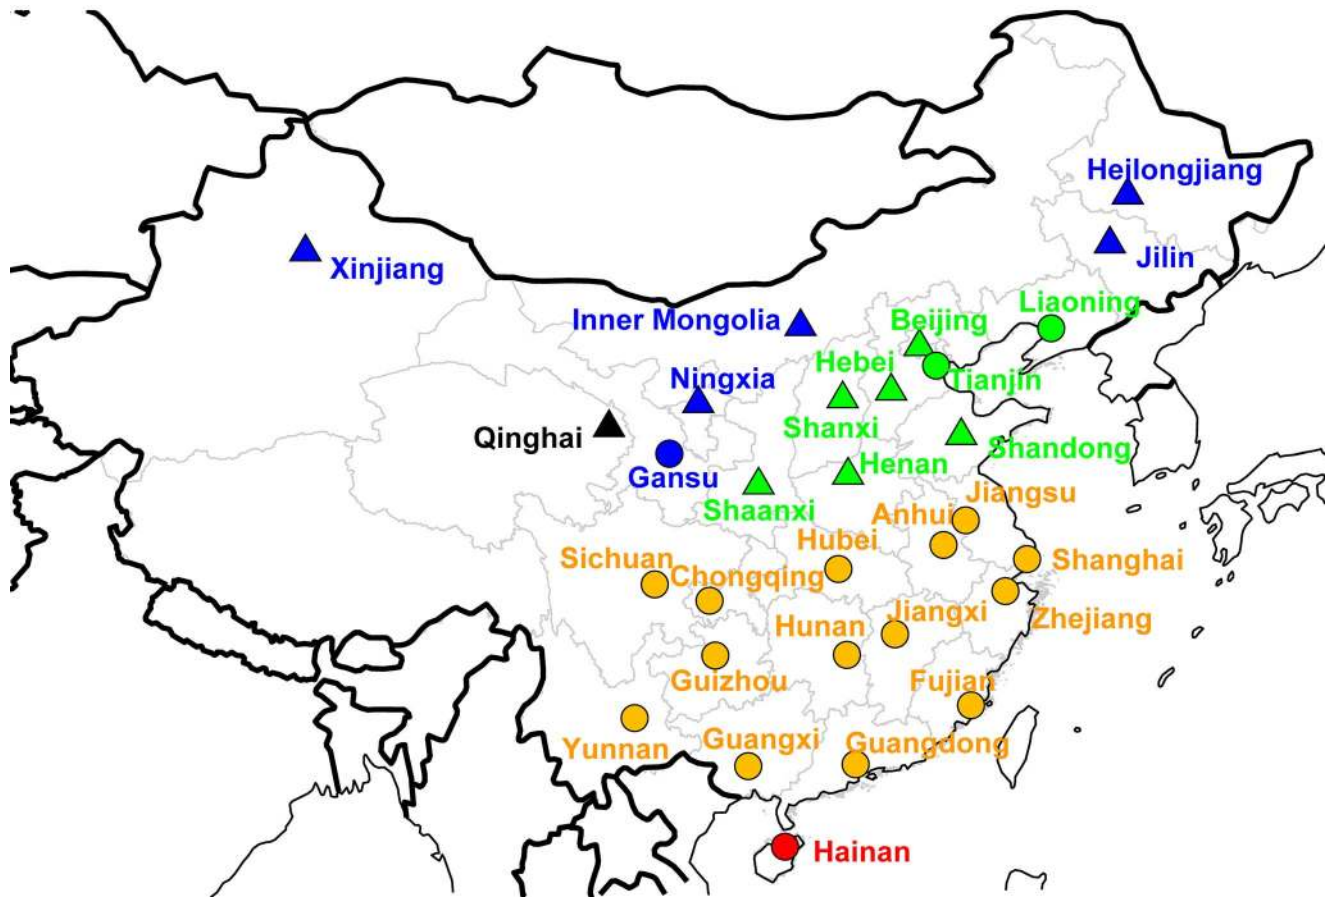 Heilongjiang
Jilin
Xinjiang
Liaoning
Inner Mongolia
Beijing
Hebei
Tianjin
Ningxia
Shanxi
Qinghai
Shandong
Henan
Gansu
Jiangsu
Shaanxi
Anhui
Hubei
Sichuan
Shanghai
Chongqing
Jiangxi
Hunan
Zhejiang
Guizhou
Fujian
Yunnan
Guangxi
Guangdong
Hainan